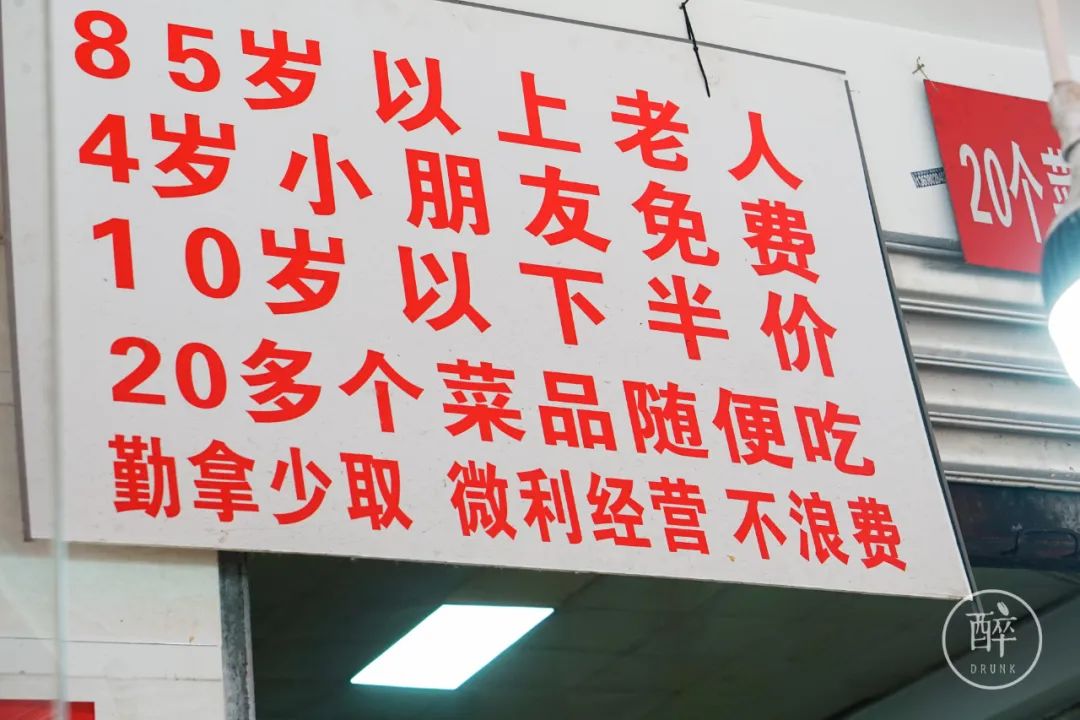 85岁以上老人
4岁小朋友免费
10岁以下半价
20多个菜品随便吃
勤拿少取 微利经营 不浪费
20个菜
醉
DRUNK